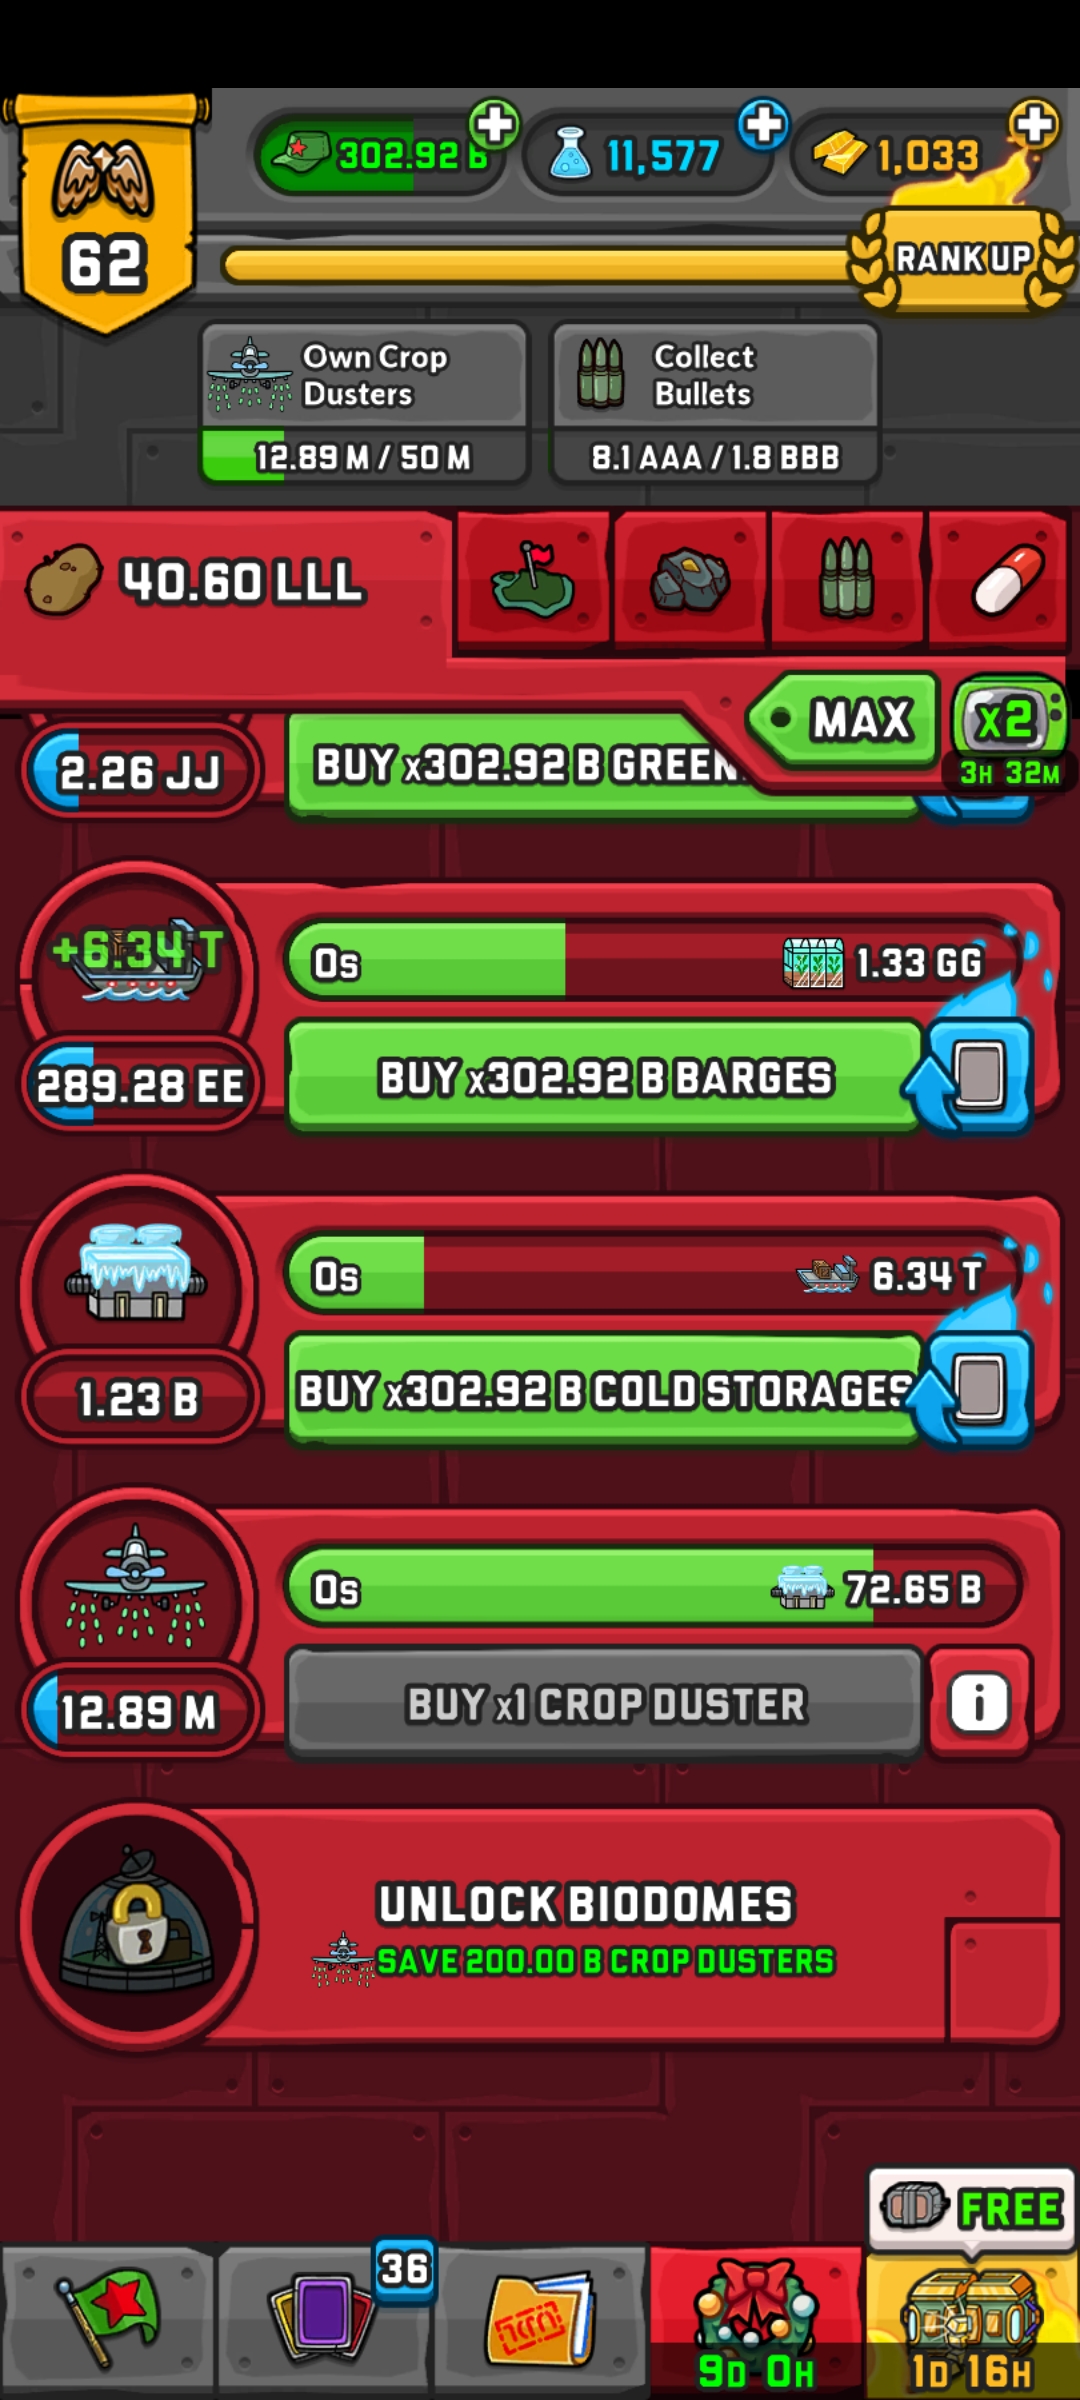 302.92 B
11,577
1,033
62
RANK UP
Own Crop
Dusters
12.89 M / 50 M
Collect
Bullets
8.1 AAA / 1.8 BBB
40.60 LLL
MAX
x2
3H 32M
2.26 JJ
BUY x302.92 B GREEN
+6.34 T
0s
1.33 GG
289.28 EE
BUY x302.92 B BARGES
0s
6.34 T
1.23 B
BUY x302.92 B COLD STORAGES
0s
72.65 B
12.89 M
BUY x1 CROP DUSTER
i
UNLOCK BIODOMES
SAVE 200.00 B CROP DUSTERS
FREE
36
9D 0H
1D 16H